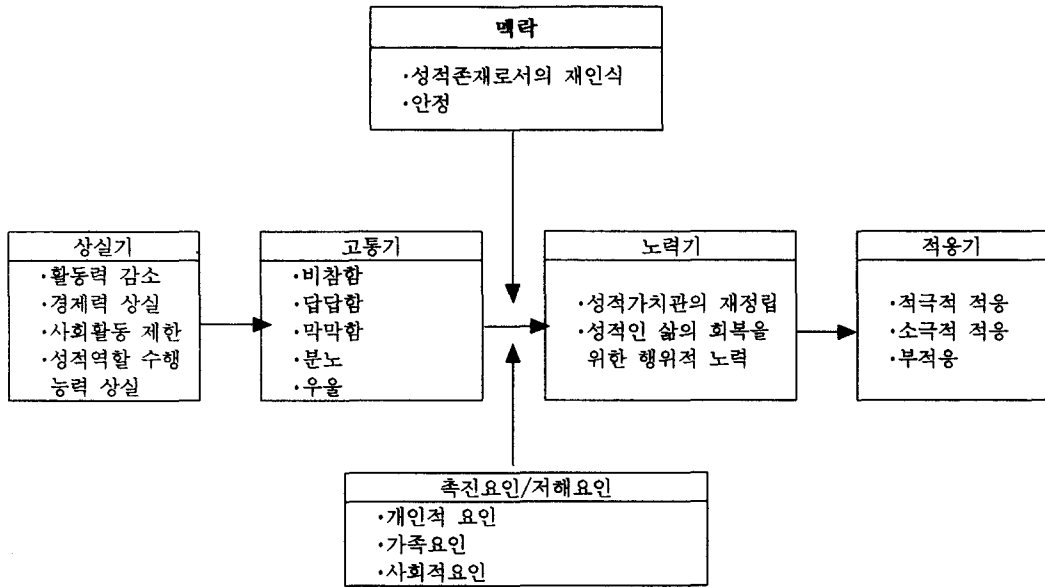 맥락
·성적존재로서의 재인식
·안정
상실기
·활동력 감소
·경제력 상실
·사회활동 제한
·성적역할 수행
능력 상실
고통기
·비참함
·답답함
·막막함
·분노
·우울
노력기
·성적가치관의 재정립
·성적인 삶의 회복을
위한 행위적 노력
적응기
·적극적 적응
·소극적 적응
·부적응
촉진요인/저해요인
·개인적 요인
·가족요인
·사회적요인